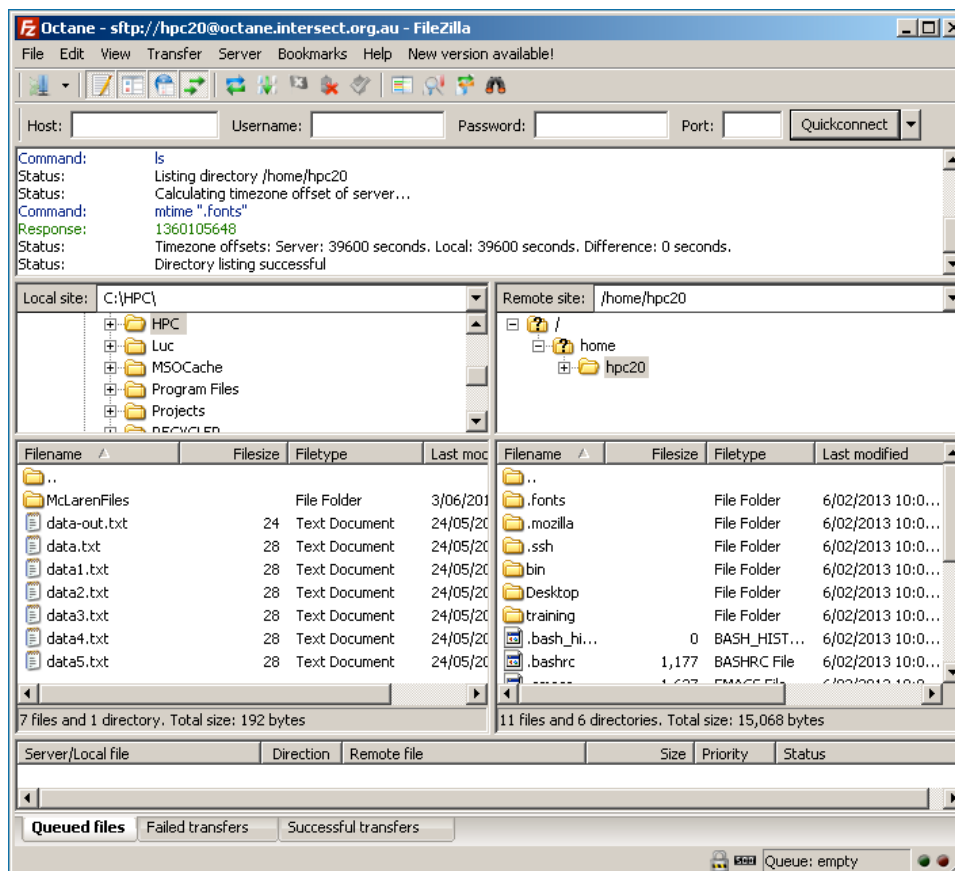 Octane - sftp://hpc20@octane.intersect.org.au - FileZilla
File Edit View Transfer Server Bookmarks Help New version available!
Host: Username: Password: Port: Quickconnect
Command: ls
Status: Listing directory /home/hpc20
Status: Calculating timezone offset of server...
Command: mtime ".fonts"
Response: 1360105648
Status: Timezone offsets: Server: 39600 seconds. Local: 39600 seconds. Difference: 0 seconds.
Status: Directory listing successful
Local site: C:\HPC\
HPC
Luc
MSOCache
Program Files
Projects
RECYCLER
Remote site: /home/hpc20
/
home
hpc20
Filename Filesize Filetype Last mod
..
McLarenFiles File Folder 3/06/201
data-out.txt 24 Text Document 24/05/20
data.txt 28 Text Document 24/05/20
data1.txt 28 Text Document 24/05/20
data2.txt 28 Text Document 24/05/20
data3.txt 28 Text Document 24/05/20
data4.txt 28 Text Document 24/05/20
data5.txt 28 Text Document 24/05/20
7 files and 1 directory. Total size: 192 bytes
Filename Filesize Filetype Last modified
..
.fonts File Folder 6/02/2013 10:0...
.mozilla File Folder 6/02/2013 10:0...
.ssh File Folder 6/02/2013 10:0...
bin File Folder 6/02/2013 10:0...
Desktop File Folder 6/02/2013 10:0...
training File Folder 6/02/2013 10:0...
.bash_hi... 0 BASH_HIST... 6/02/2013 10:0...
.bashrc 1,177 BASHRC File 6/02/2013 10:0...
11 files and 6 directories. Total size: 15,068 bytes
Server/Local file Direction Remote file Size Priority Status
Queued files Failed transfers Successful transfers
Queue: empty